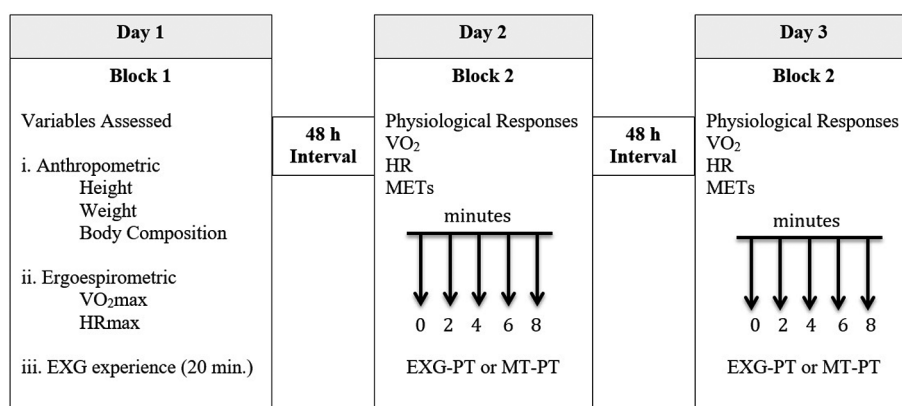 Day 1
Block 1
Variables Assessed
i. Anthropometric
Height
Weight
Body Composition
ii. Ergoespirometric
VO₂max
HRmax
iii. EXG experience (20 min.)
48 h
Interval
Day 2
Block 2
Physiological Responses
VO₂
HR
METs
minutes
0 2 4 6 8
EXG-PT or MT-PT
48 h
Interval
Day 3
Block 2
Physiological Responses
VO₂
HR
METs
minutes
0 2 4 6 8
EXG-PT or MT-PT